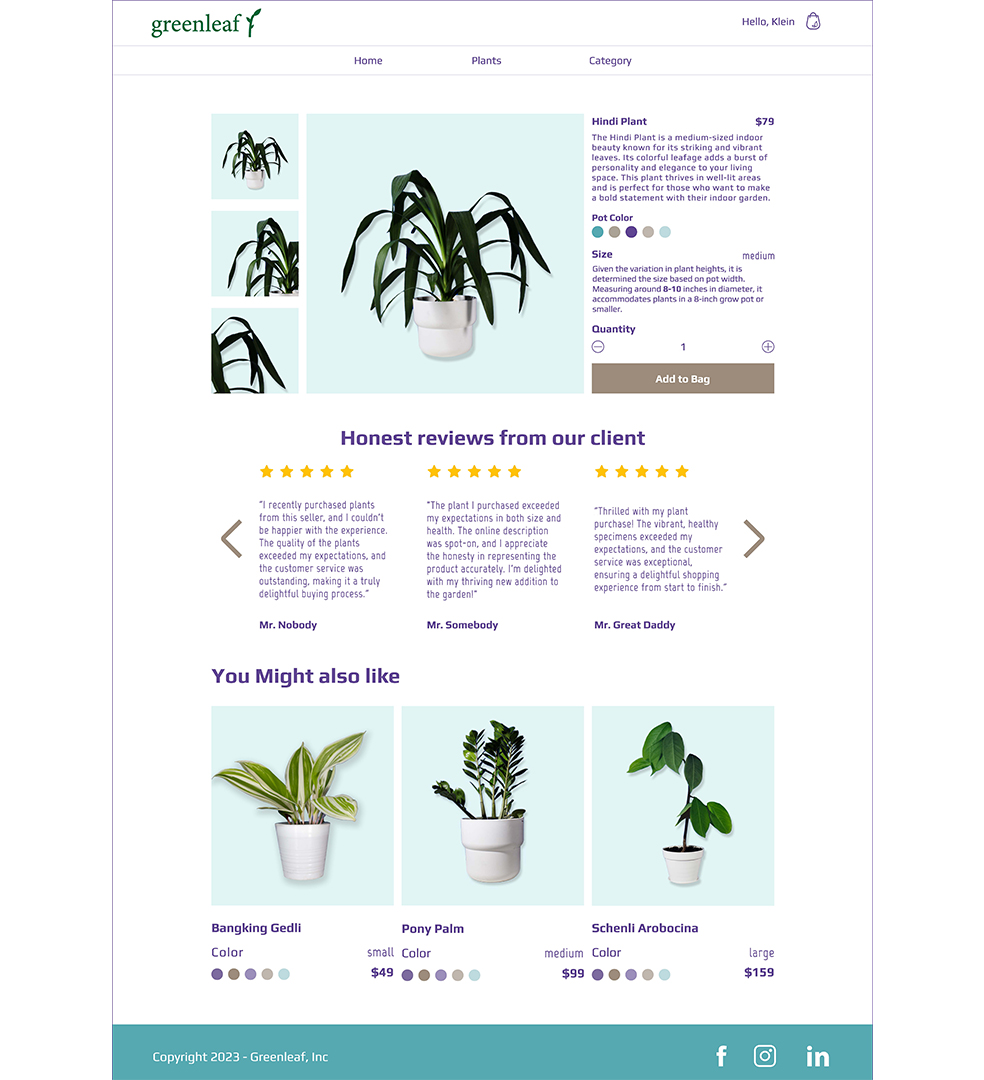 greenleaf
Hello, Klein
Home Plants Category
Hindi Plant $79
The Hindi Plant is a medium-sized indoor
beauty known for its striking and vibrant
leaves. Its colorful leafage adds a burst of
personality and elegance to your living
space. This plant thrives in well-lit areas
and is perfect for those who want to make
a bold statement with their indoor garden.
Pot Color
Size medium
Given the variation in plant heights, it is
determined the size based on pot width.
Measuring around 8-10 inches in diameter, it
accommodates plants in a 8-inch grow pot or
smaller.
Quantity
1
Add to Bag
Honest reviews from our client
"I recently purchased plants
from this seller, and I couldn't
be happier with the experience.
The quality of the plants
exceeded my expectations, and
the customer service was
outstanding, making it a truly
delightful buying process."
Mr. Nobody
"The plant I purchased exceeded
my expectations in both size and
health. The online description
was spot-on, and I appreciate
the honesty in representing the
product accurately. I'm delighted
with my thriving new addition to
the garden!"
Mr. Somebody
"Thrilled with my plant
purchase! The vibrant, healthy
specimens exceeded my
expectations, and the customer
service was exceptional,
ensuring a delightful shopping
experience from start to finish."
Mr. Great Daddy
You Might also like
Bangking Gedli
Color small
$49
Pony Palm
Color medium
$99
Schenli Arobocina
Color large
$159
Copyright 2023 - Greenleaf, Inc